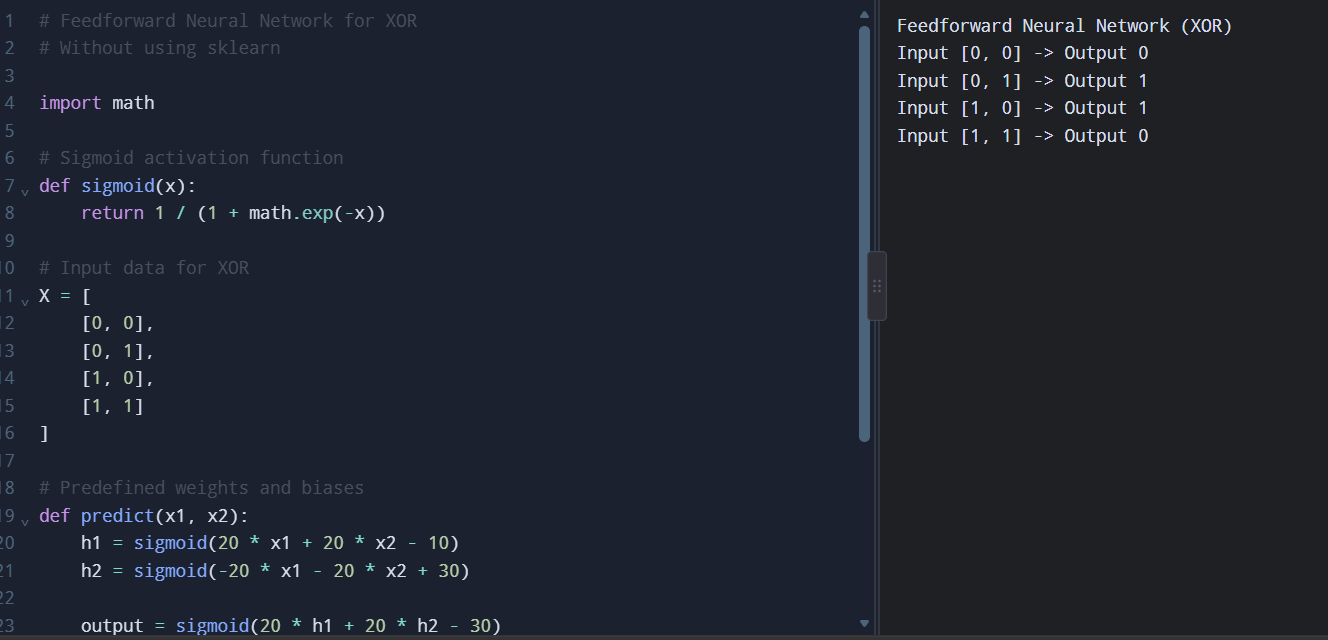 1 # Feedforward Neural Network for XOR
2 # Without using sklearn
3
4 import math
5
6 # Sigmoid activation function
7 def sigmoid(x):
8     return 1 / (1 + math.exp(-x))
9
10 # Input data for XOR
11 X = [
12     [0, 0],
13     [0, 1],
14     [1, 0],
15     [1, 1]
16 ]
17
18 # Predefined weights and biases
19 def predict(x1, x2):
20     h1 = sigmoid(20 * x1 + 20 * x2 - 10)
21     h2 = sigmoid(-20 * x1 - 20 * x2 + 30)
22
23     output = sigmoid(20 * h1 + 20 * h2 - 30)
Feedforward Neural Network (XOR)
Input [0, 0] -> Output 0
Input [0, 1] -> Output 1
Input [1, 0] -> Output 1
Input [1, 1] -> Output 0